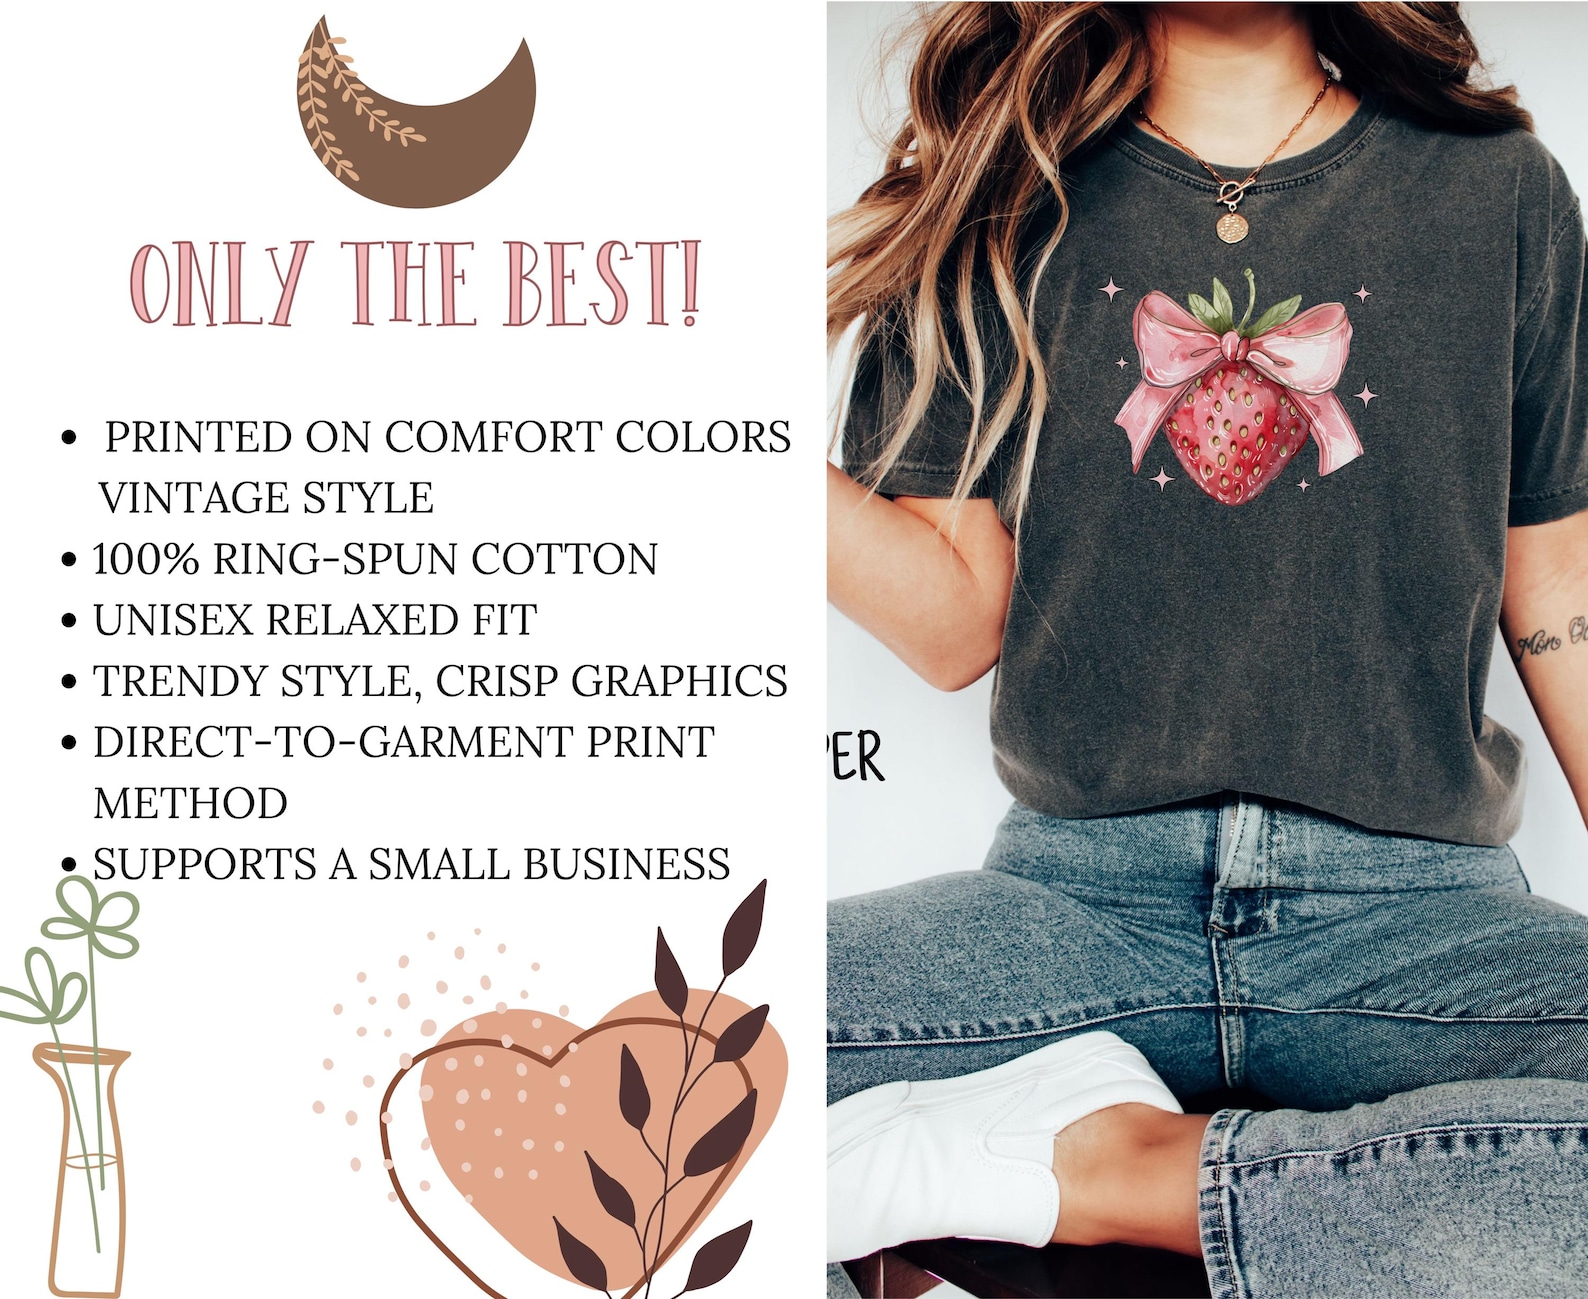 ONLY THE BEST!
PRINTED ON COMFORT COLORS
VINTAGE STYLE
100% RING-SPUN COTTON
UNISEX RELAXED FIT
TRENDY STYLE, CRISP GRAPHICS
DIRECT-TO-GARMENT PRINT
METHOD
SUPPORTS A SMALL BUSINESS
Mon